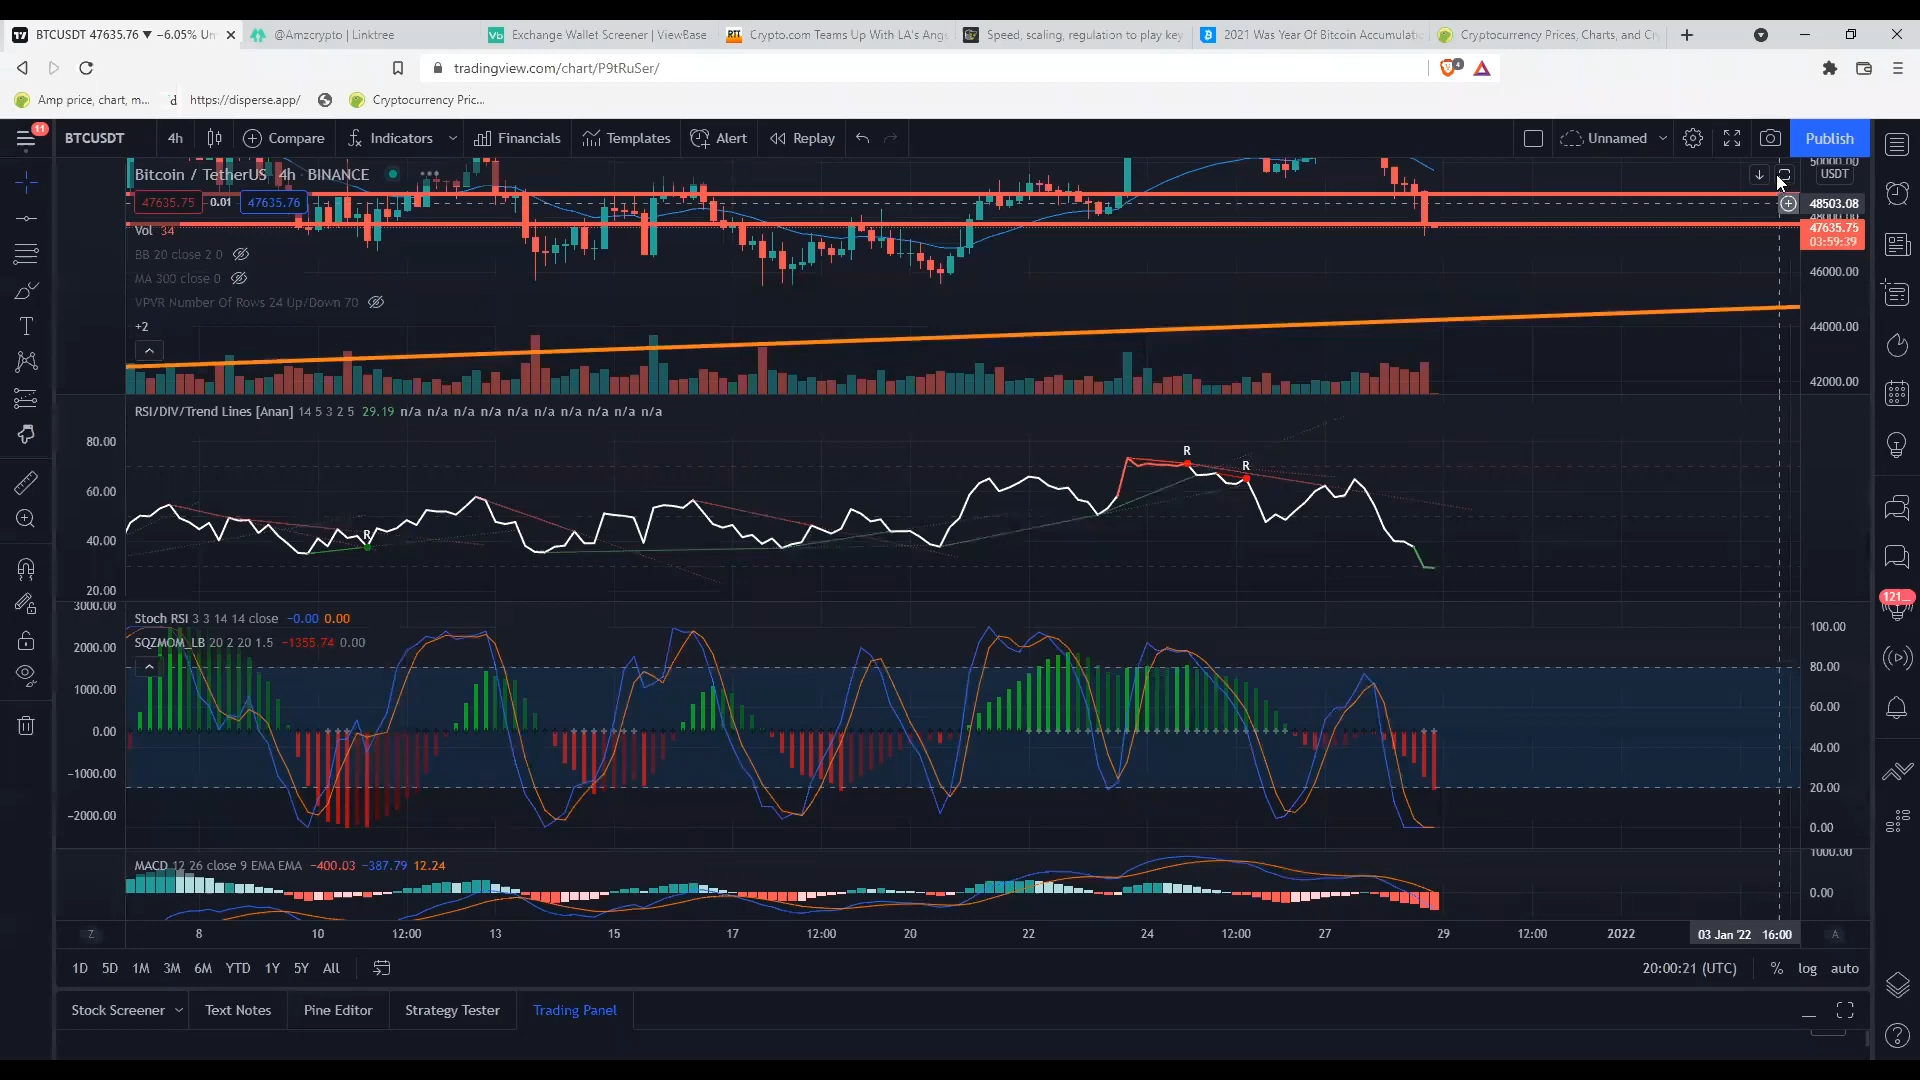 BTCUSDT 47635.76 ▼ −6.05% Un
@Amzcrypto | Linktree
Exchange Wallet Screener | ViewBase
Crypto.com Teams Up With LA's Ang
Speed, scaling, regulation to play key
2021 Was Year Of Bitcoin Accumulati
Cryptocurrency Prices, Charts, and Cr
tradingview.com/chart/P9tRuSer/
4
Amp price, chart, m...
https://disperse.app/
Cryptocurrency Pric...
11
BTCUSDT
4h
Compare
Indicators
Financials
Templates
Alert
Replay
Unnamed
Publish
Bitcoin / TetherUS 4h BINANCE
50000.00
USDT
47635.75 0.01 47635.76
48503.08
48000.00
Vol 34
47635.75
03:59:39
BB 20 close 2 0
MA 300 close 0
46000.00
VPVR Number Of Rows 24 Up/Down 70
+2
44000.00
42000.00
RSI/DIV/Trend Lines [Anan] 14 5 3 2 5 29.19 n/a n/a n/a n/a n/a n/a n/a n/a n/a n/a
80.00
R
R
60.00
40.00
R
20.00
3000.00
Stoch RSI 3 3 14 14 close −0.00 0.00
100.00
SQZMOM_LB 20 2 20 1.5 −1355.74 0.00
2000.00
80.00
1000.00
60.00
0.00
40.00
−1000.00
20.00
−2000.00
0.00
121...
MACD 12 26 close 9 EMA EMA −400.03 −387.79 12.24
1000.00
0.00
Z
8
10
12:00
13
15
17
12:00
20
22
24
12:00
27
29
12:00
2022
03 Jan '22 16:00
A
1D 5D 1M 3M 6M YTD 1Y 5Y All
20:00:21 (UTC)
% log auto
Stock Screener
Text Notes
Pine Editor
Strategy Tester
Trading Panel